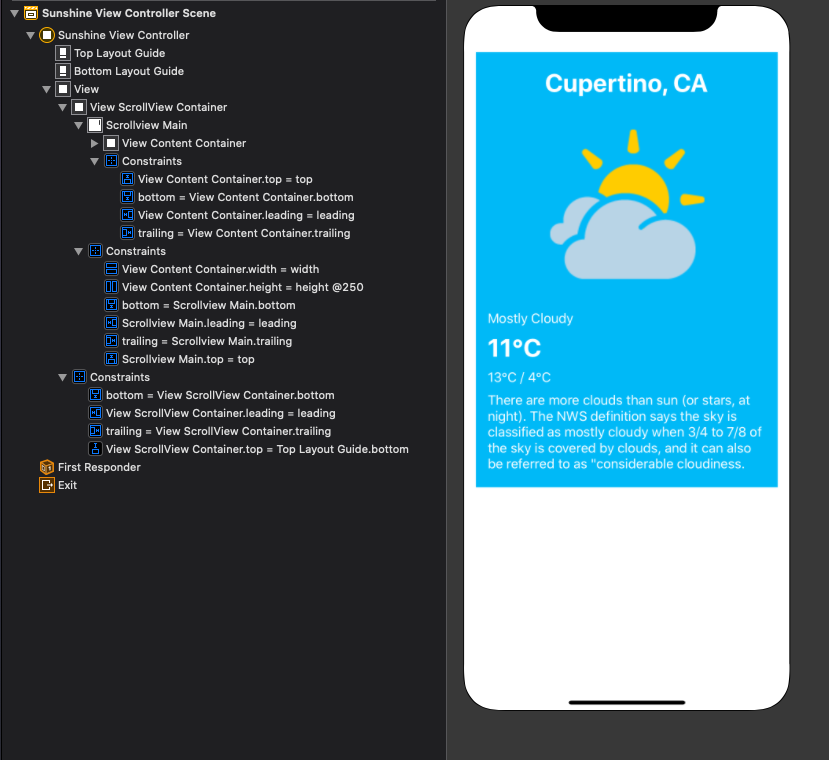 Sunshine View Controller Scene
Sunshine View Controller
Top Layout Guide
Bottom Layout Guide
View
View ScrollView Container
Scrollview Main
View Content Container
Constraints
View Content Container.top = top
bottom = View Content Container.bottom
View Content Container.leading = leading
trailing = View Content Container.trailing
Constraints
View Content Container.width = width
View Content Container.height = height @250
bottom = Scrollview Main.bottom
Scrollview Main.leading = leading
trailing = Scrollview Main.trailing
Scrollview Main.top = top
Constraints
bottom = View ScrollView Container.bottom
View ScrollView Container.leading = leading
trailing = View ScrollView Container.trailing
View ScrollView Container.top = Top Layout Guide.bottom
First Responder
Exit
Cupertino, CA
Mostly Cloudy
11°C
13°C / 4°C
There are more clouds than sun (or stars, at
night). The NWS definition says the sky is
classified as mostly cloudy when 3/4 to 7/8 of
the sky is covered by clouds, and it can also
be referred to as "considerable cloudiness.